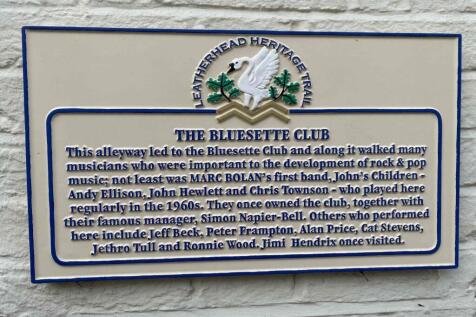 LEATHERHEAD HERITAGE TRAIL
THE BLUESETTE CLUB
This alleyway led to the Bluesette Club and along it walked many
musicians who were important to the development of rock & pop
music; not least was MARC BOLAN's first band, John's Children -
Andy Ellison, John Hewlett and Chris Townson - who played here
regularly in the 1960s. They once owned the club, together with
their famous manager, Simon Napier-Bell. Others who performed
here include Jeff Beck, Peter Frampton, Alan Price, Cat Stevens,
Jethro Tull and Ronnie Wood. Jimi Hendrix once visited.